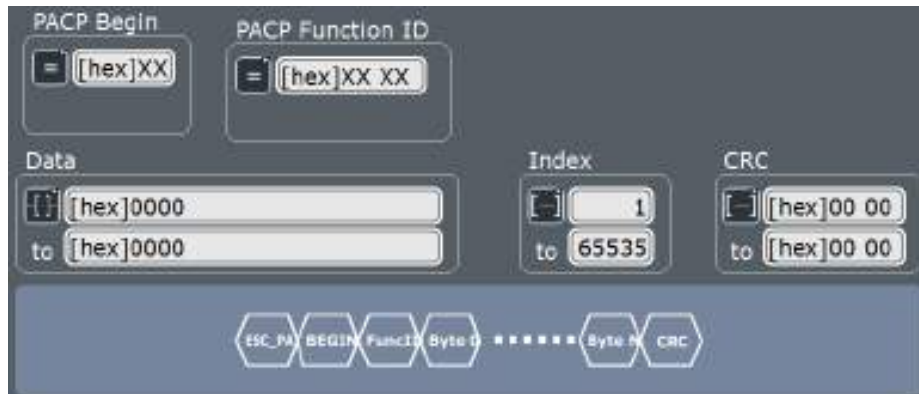 PACP Begin
PACP Function ID
= [hex]XX
= [hex]XX XX
Data
Index
CRC
[hex]0000
1
[hex]00 00
to [hex]0000
to 65535
to [hex]00 00
ESC_PA BEGIN FuncID Byte 0 Byte N CRC